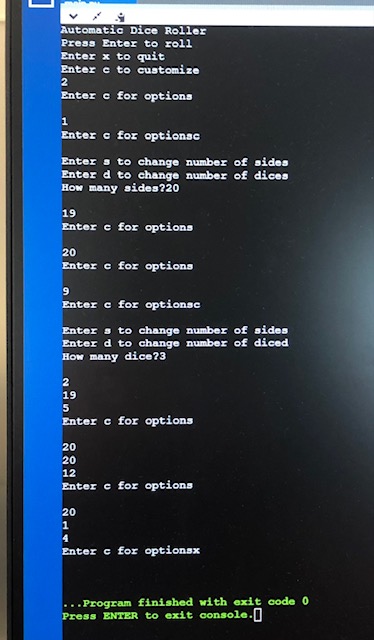 Automatic Dice Roller
Press Enter to roll
Enter x to quit
Enter c to customize
2
Enter c for options
1
Enter c for optionsc
Enter s to change number of sides
Enter d to change number of dices
How many sides?20
19
Enter c for options
20
Enter c for options
9
Enter c for optionsc
Enter s to change number of sides
Enter d to change number of diced
How many dice?3
2
19
5
Enter c for options
20
20
12
Enter c for options
20
1
4
Enter c for optionsx
...Program finished with exit code 0
Press ENTER to exit console.